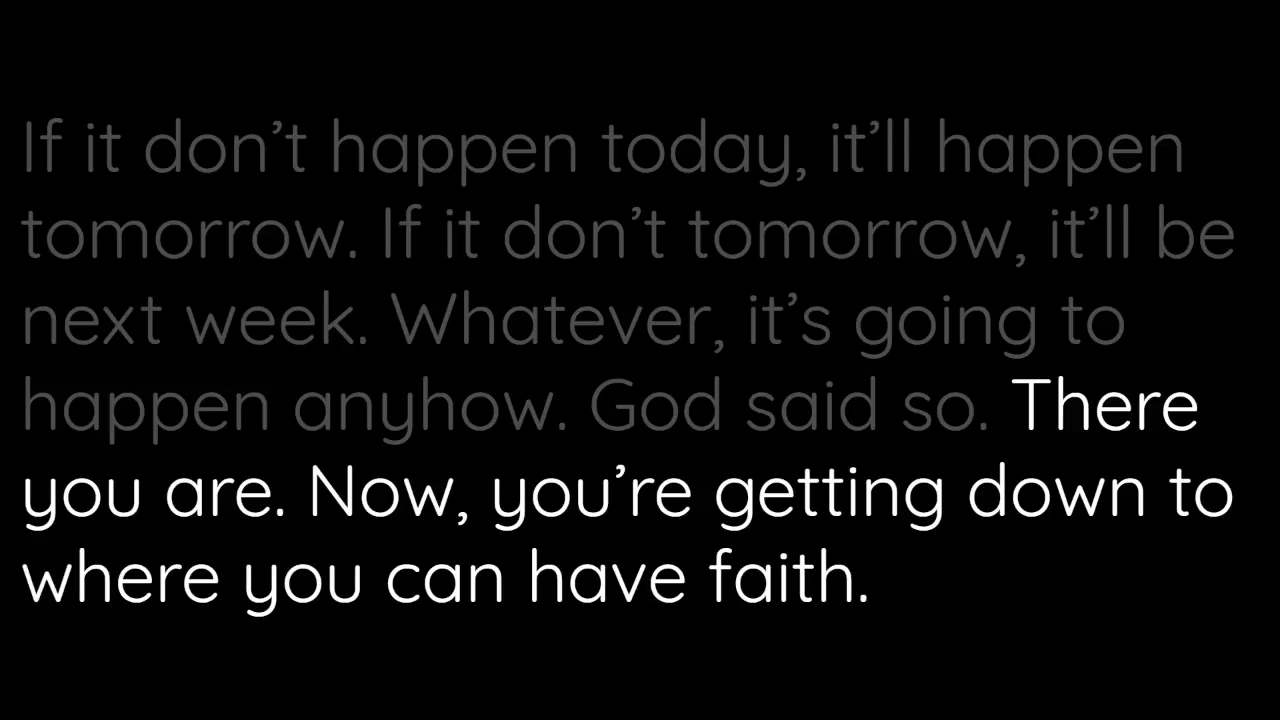 If it don’t happen today, it’ll happen
tomorrow. If it don’t tomorrow, it’ll be
next week. Whatever, it’s going to
happen anyhow. God said so. There
you are. Now, you’re getting down to
where you can have faith.